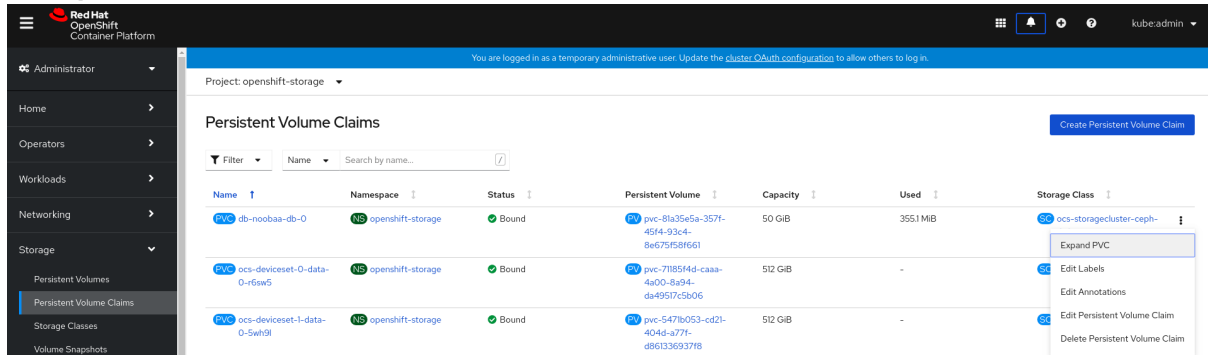 Red Hat
OpenShift
Container Platform
kube:admin
Administrator
You are logged in as a temporary administrative user. Update the cluster OAuth configuration to allow others to log in.
Project: openshift-storage
Home
Operators
Workloads
Networking
Storage
Persistent Volumes
Persistent Volume Claims
Storage Classes
Volume Snapshots
Persistent Volume Claims
Create Persistent Volume Claim
Filter Name Search by name... /
Name Namespace Status Persistent Volume Capacity Used Storage Class
PVC db-noobaa-db-0 NS openshift-storage Bound PV pvc-81a35e5a-357f- 50 GiB 355.1 MiB SC ocs-storagecluster-ceph-
45f4-93c4-
8e675f58f661
PVC ocs-deviceset-0-data- NS openshift-storage Bound PV pvc-71185f4d-caaa- 512 GiB - SC
0-r6sw5 4a00-8a94-
da49517c5b06
PVC ocs-deviceset-1-data- NS openshift-storage Bound PV pvc-5471b053-cd21- 512 GiB - SC
0-5wh9l 404d-a77f-
d861336937f8
Expand PVC
Edit Labels
Edit Annotations
Edit Persistent Volume Claim
Delete Persistent Volume Claim